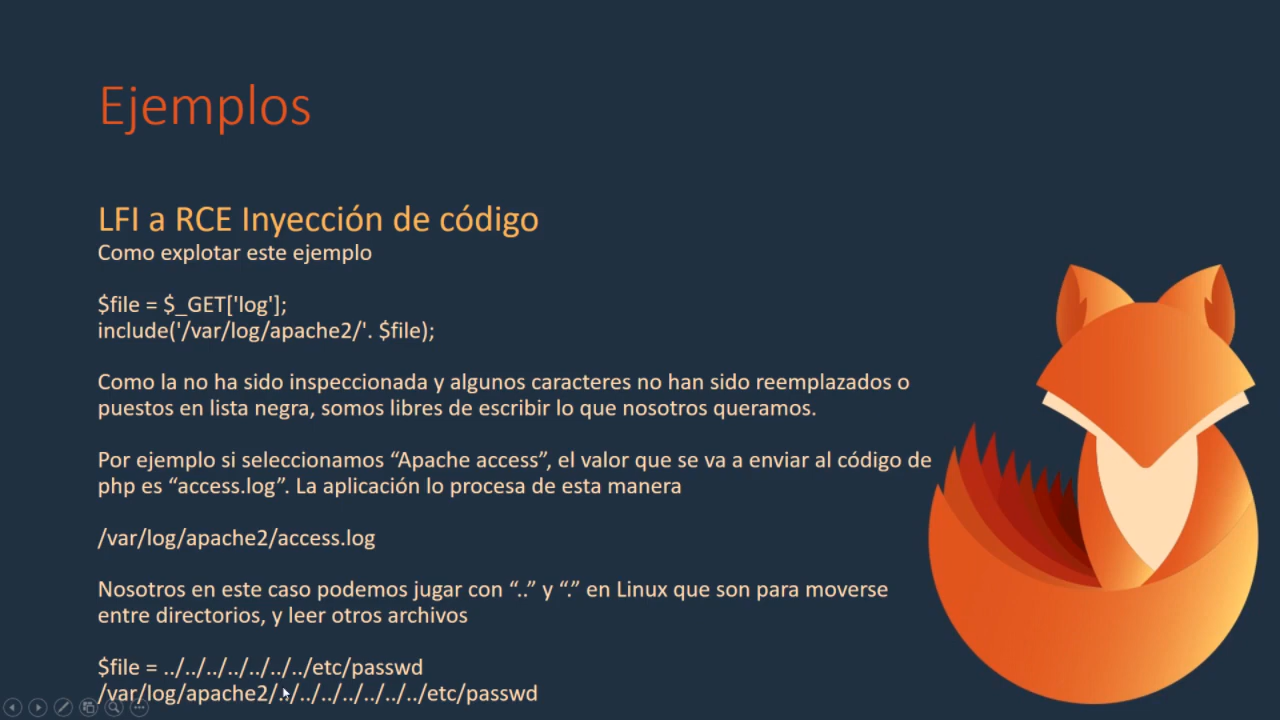 Ejemplos
LFI a RCE Inyección de código
Como explotar este ejemplo
$file = $_GET['log'];
include('/var/log/apache2/'. $file);
Como la no ha sido inspeccionada y algunos caracteres no han sido reemplazados o
puestos en lista negra, somos libres de escribir lo que nosotros queramos.
Por ejemplo si seleccionamos “Apache access”, el valor que se va a enviar al código de
php es “access.log”. La aplicación lo procesa de esta manera
/var/log/apache2/access.log
Nosotros en este caso podemos jugar con “..” y “.” en Linux que son para moverse
entre directorios, y leer otros archivos
$file = ../../../../../../../etc/passwd
/var/log/apache2/../../../../../../../etc/passwd